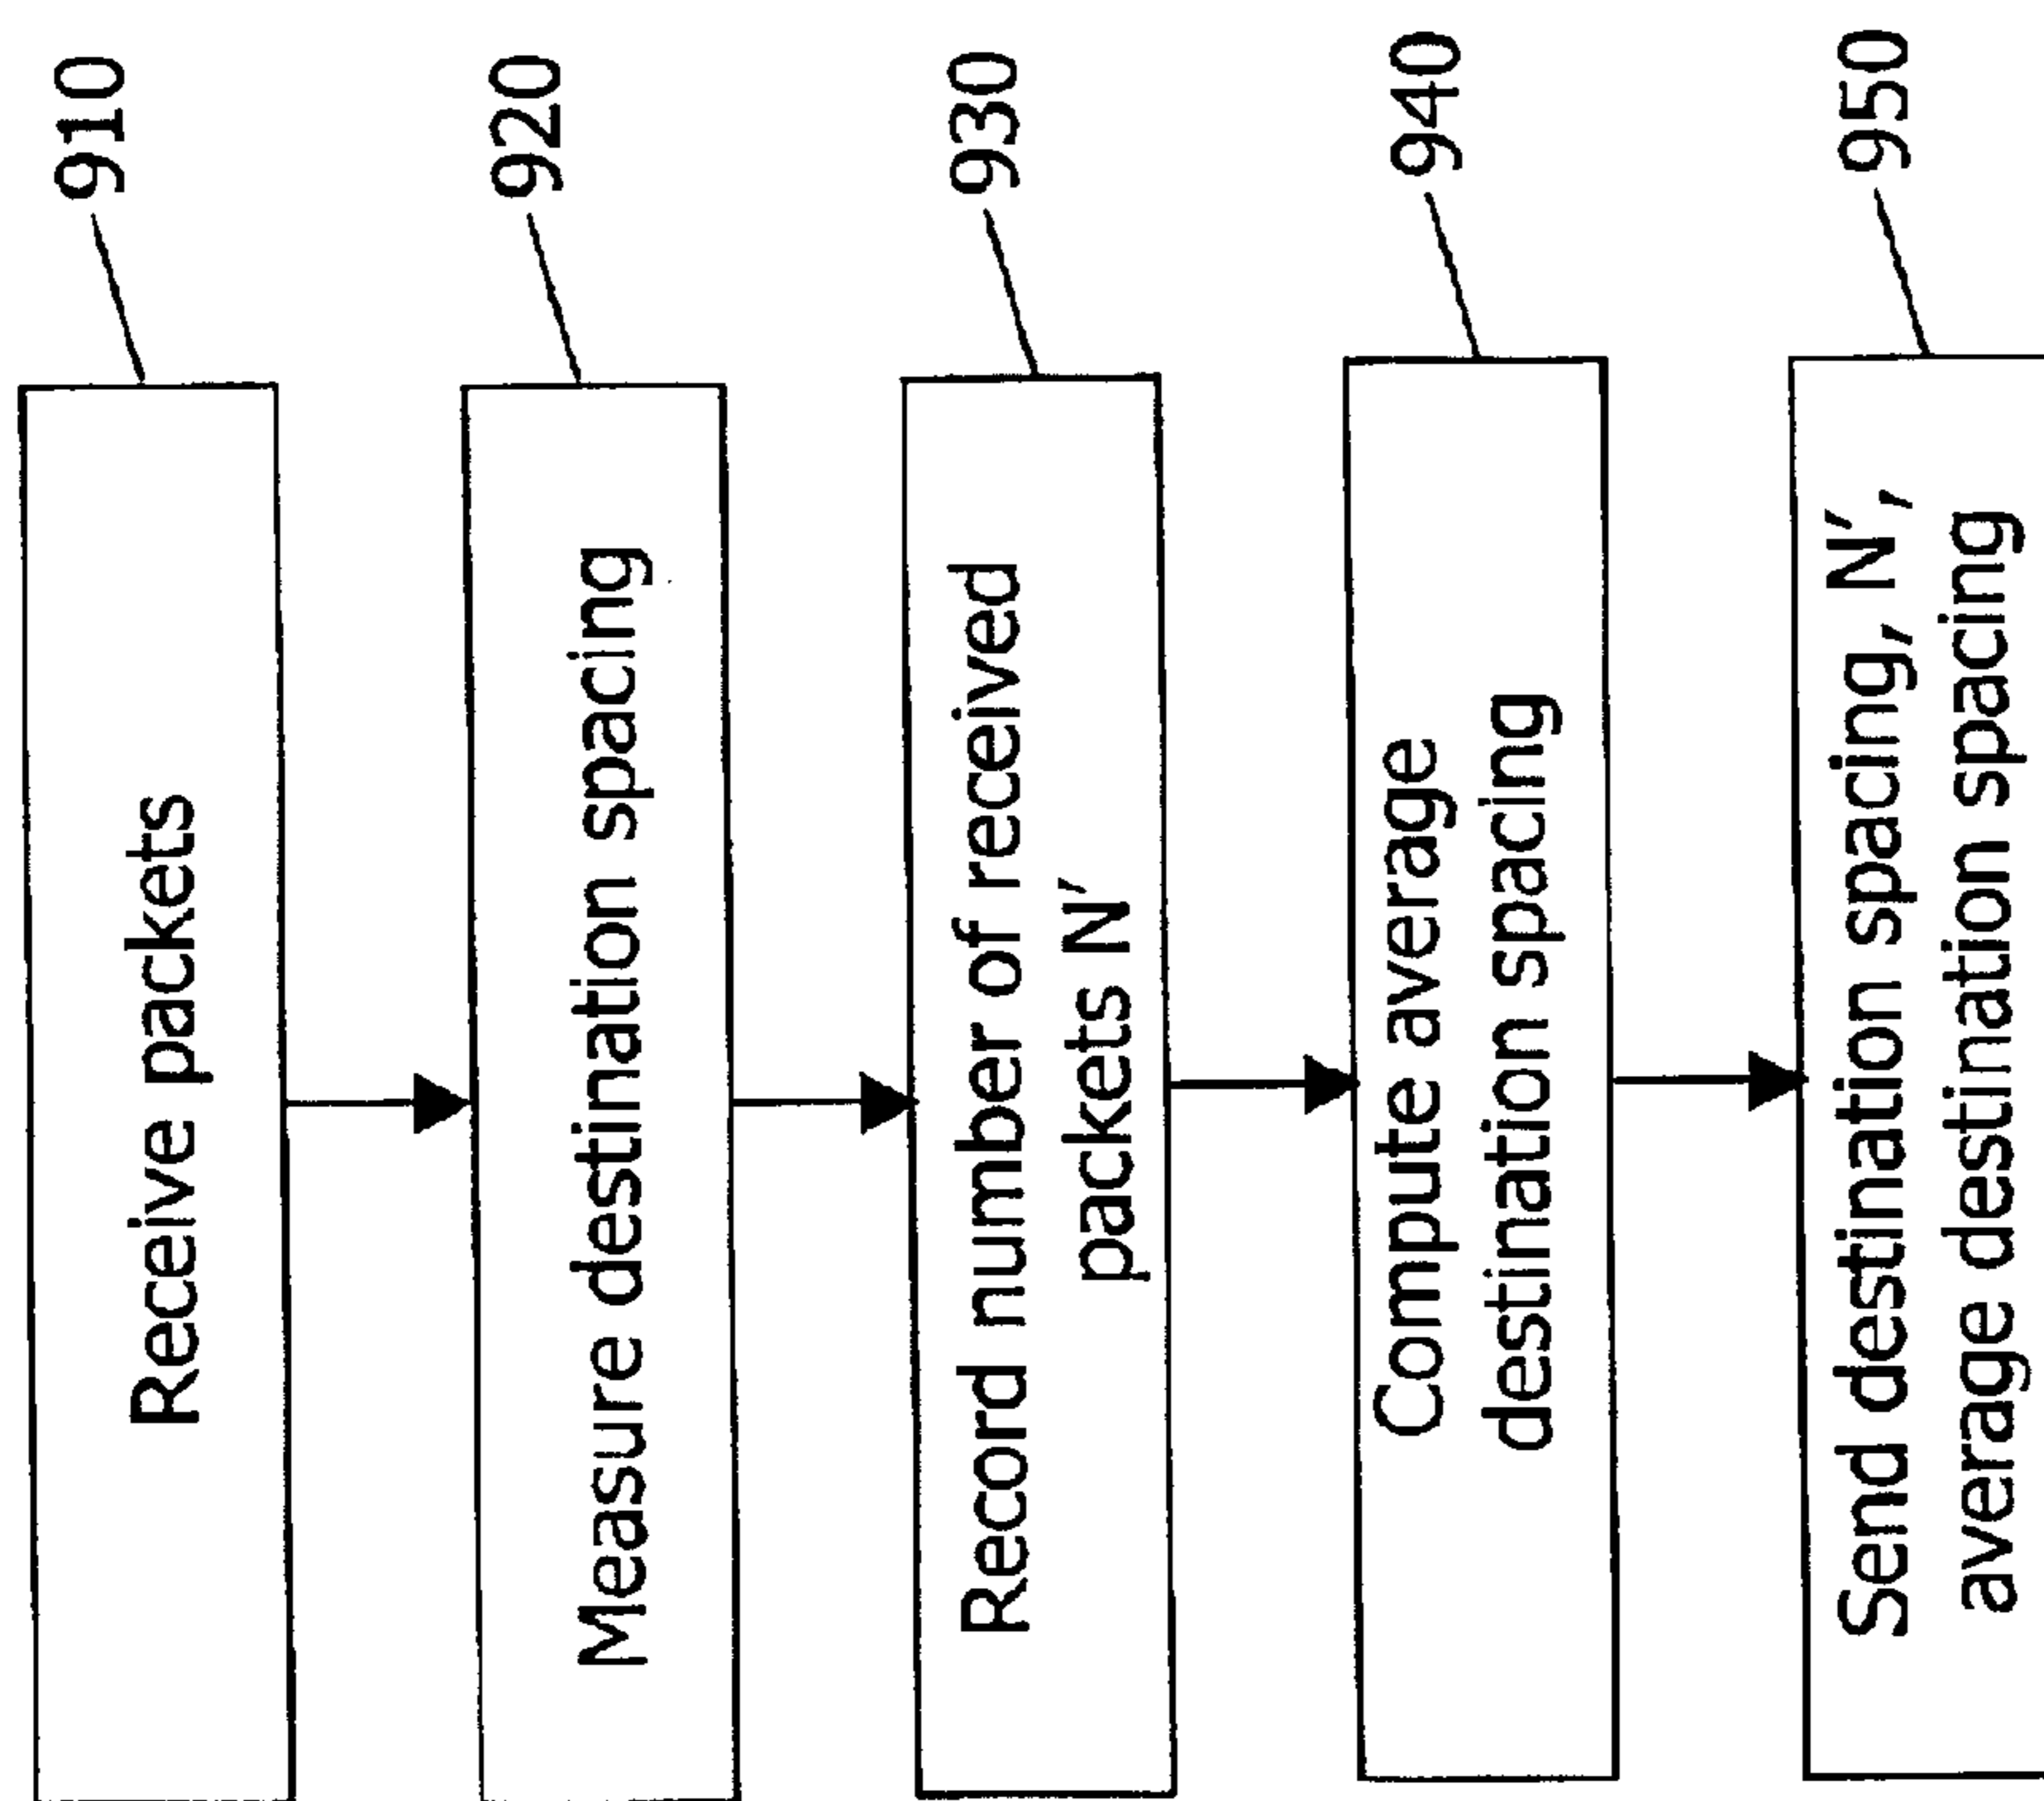 Receive packets
910
Measure destination spacing
920
Record number of received
packets N′
930
Compute average
destination spacing
940
Send destination spacing, N′,
average destination spacing
950